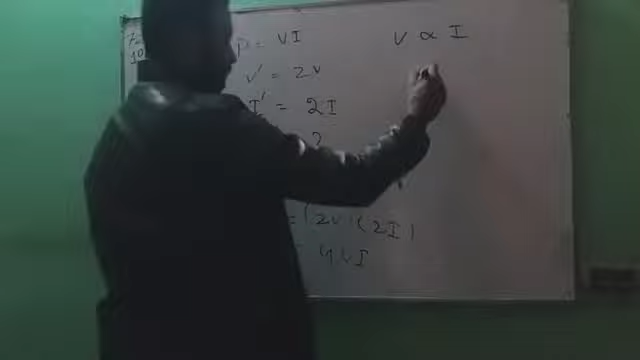 P = VI
V ∝ I
V' = 2V
I' = 2I
?
= (2V) (2I)
= 4VI